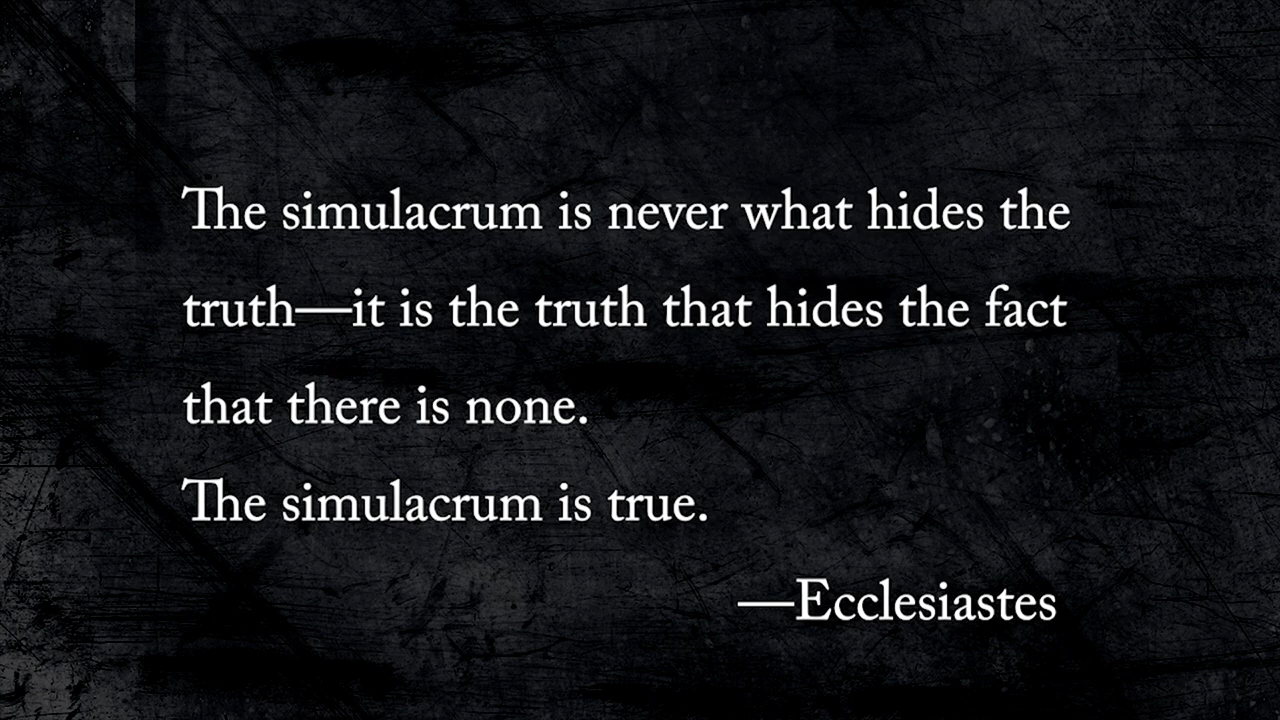 The simulacrum is never what hides the
truth—it is the truth that hides the fact
that there is none.
The simulacrum is true.
—Ecclesiastes